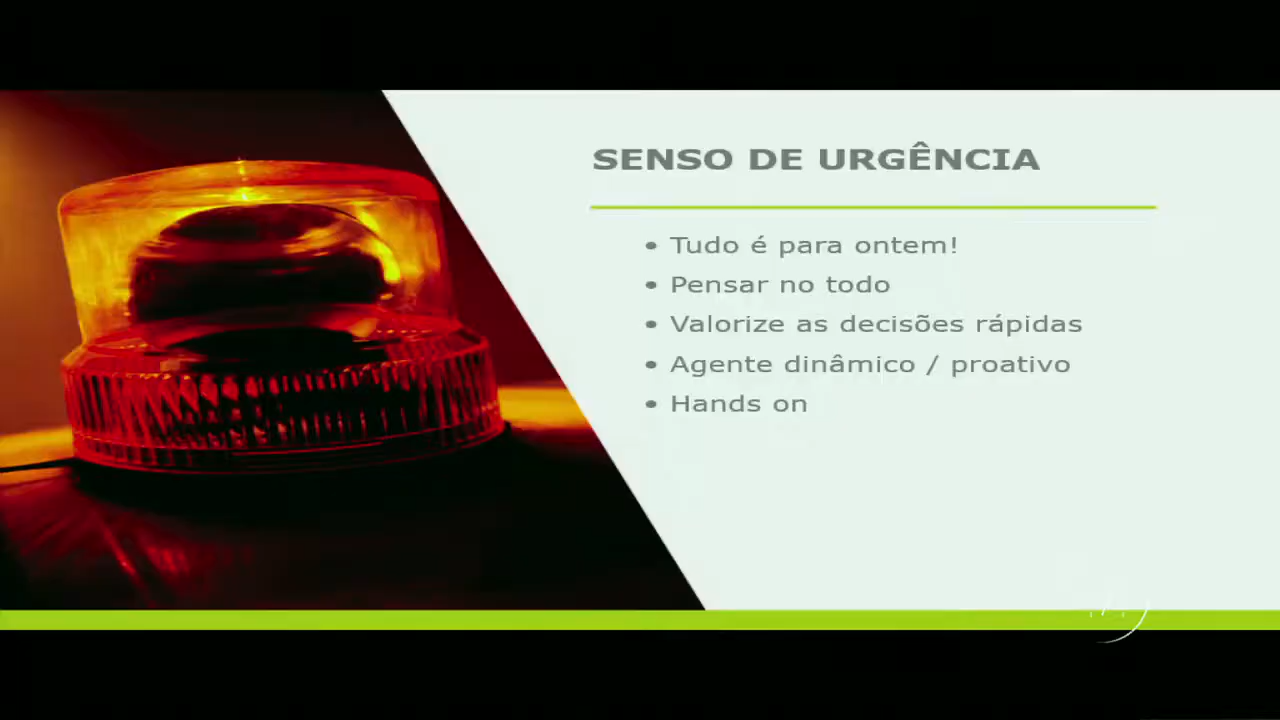 SENSO DE URGÊNCIA
• Tudo é para ontem!
• Pensar no todo
• Valorize as decisões rápidas
• Agente dinâmico / proativo
• Hands on